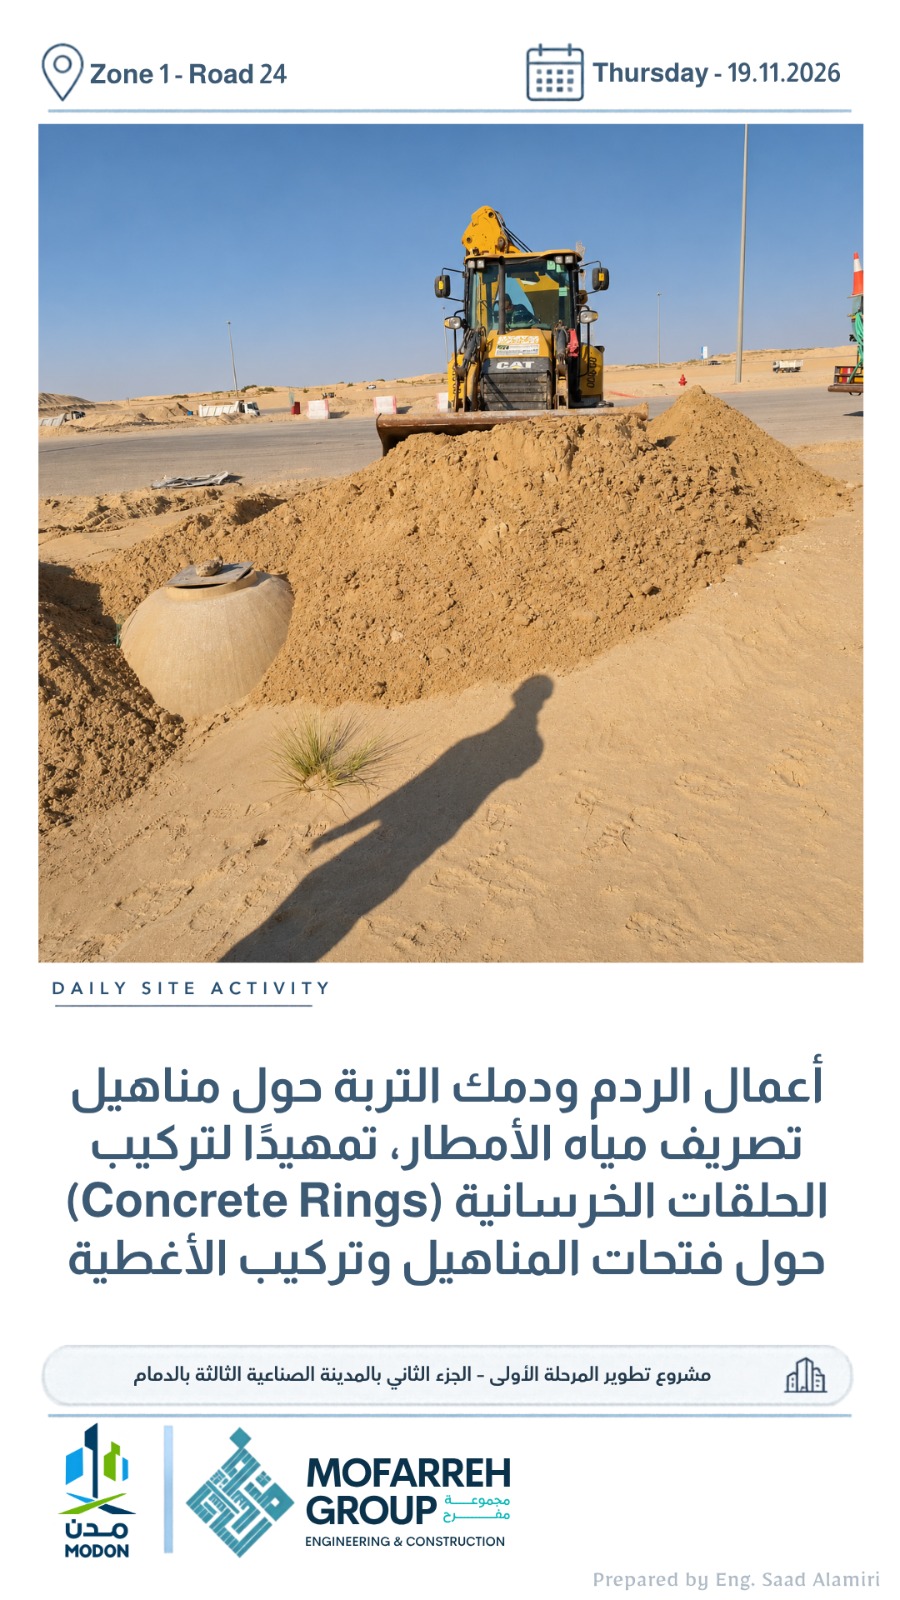 Zone 1 - Road 24
Thursday - 19.11.2026
CAT
DAILY SITE ACTIVITY
أعمال الردم ودمك التربة حول مناهيل
تصريف مياه الأمطار، تمهيدًا لتركيب
الحلقات الخرسانية (Concrete Rings)
حول فتحات المناهيل وتركيب الأغطية
مشروع تطوير المرحلة الأولى - الجزء الثاني بالمدينة الصناعية الثالثة بالدمام
مدن
MODON
MOFARREH
GROUP
مجموعة
مفرح
ENGINEERING & CONSTRUCTION
Prepared by Eng. Saad Alamiri